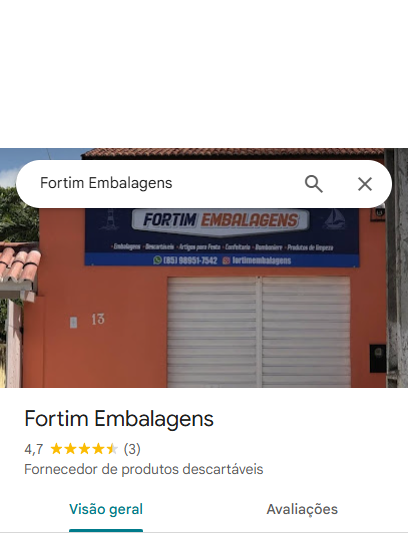 Fortim Embalagens
FORTIM EMBALAGENS
- Embalagens - Descartáveis - Artigos para Festa - Confeitaria - Bomboniere - Produtos de limpeza
(85) 98951-7542 fortimembalagens
13
Fortim Embalagens
4,7 (3)
Fornecedor de produtos descartáveis
Visão geral Avaliações